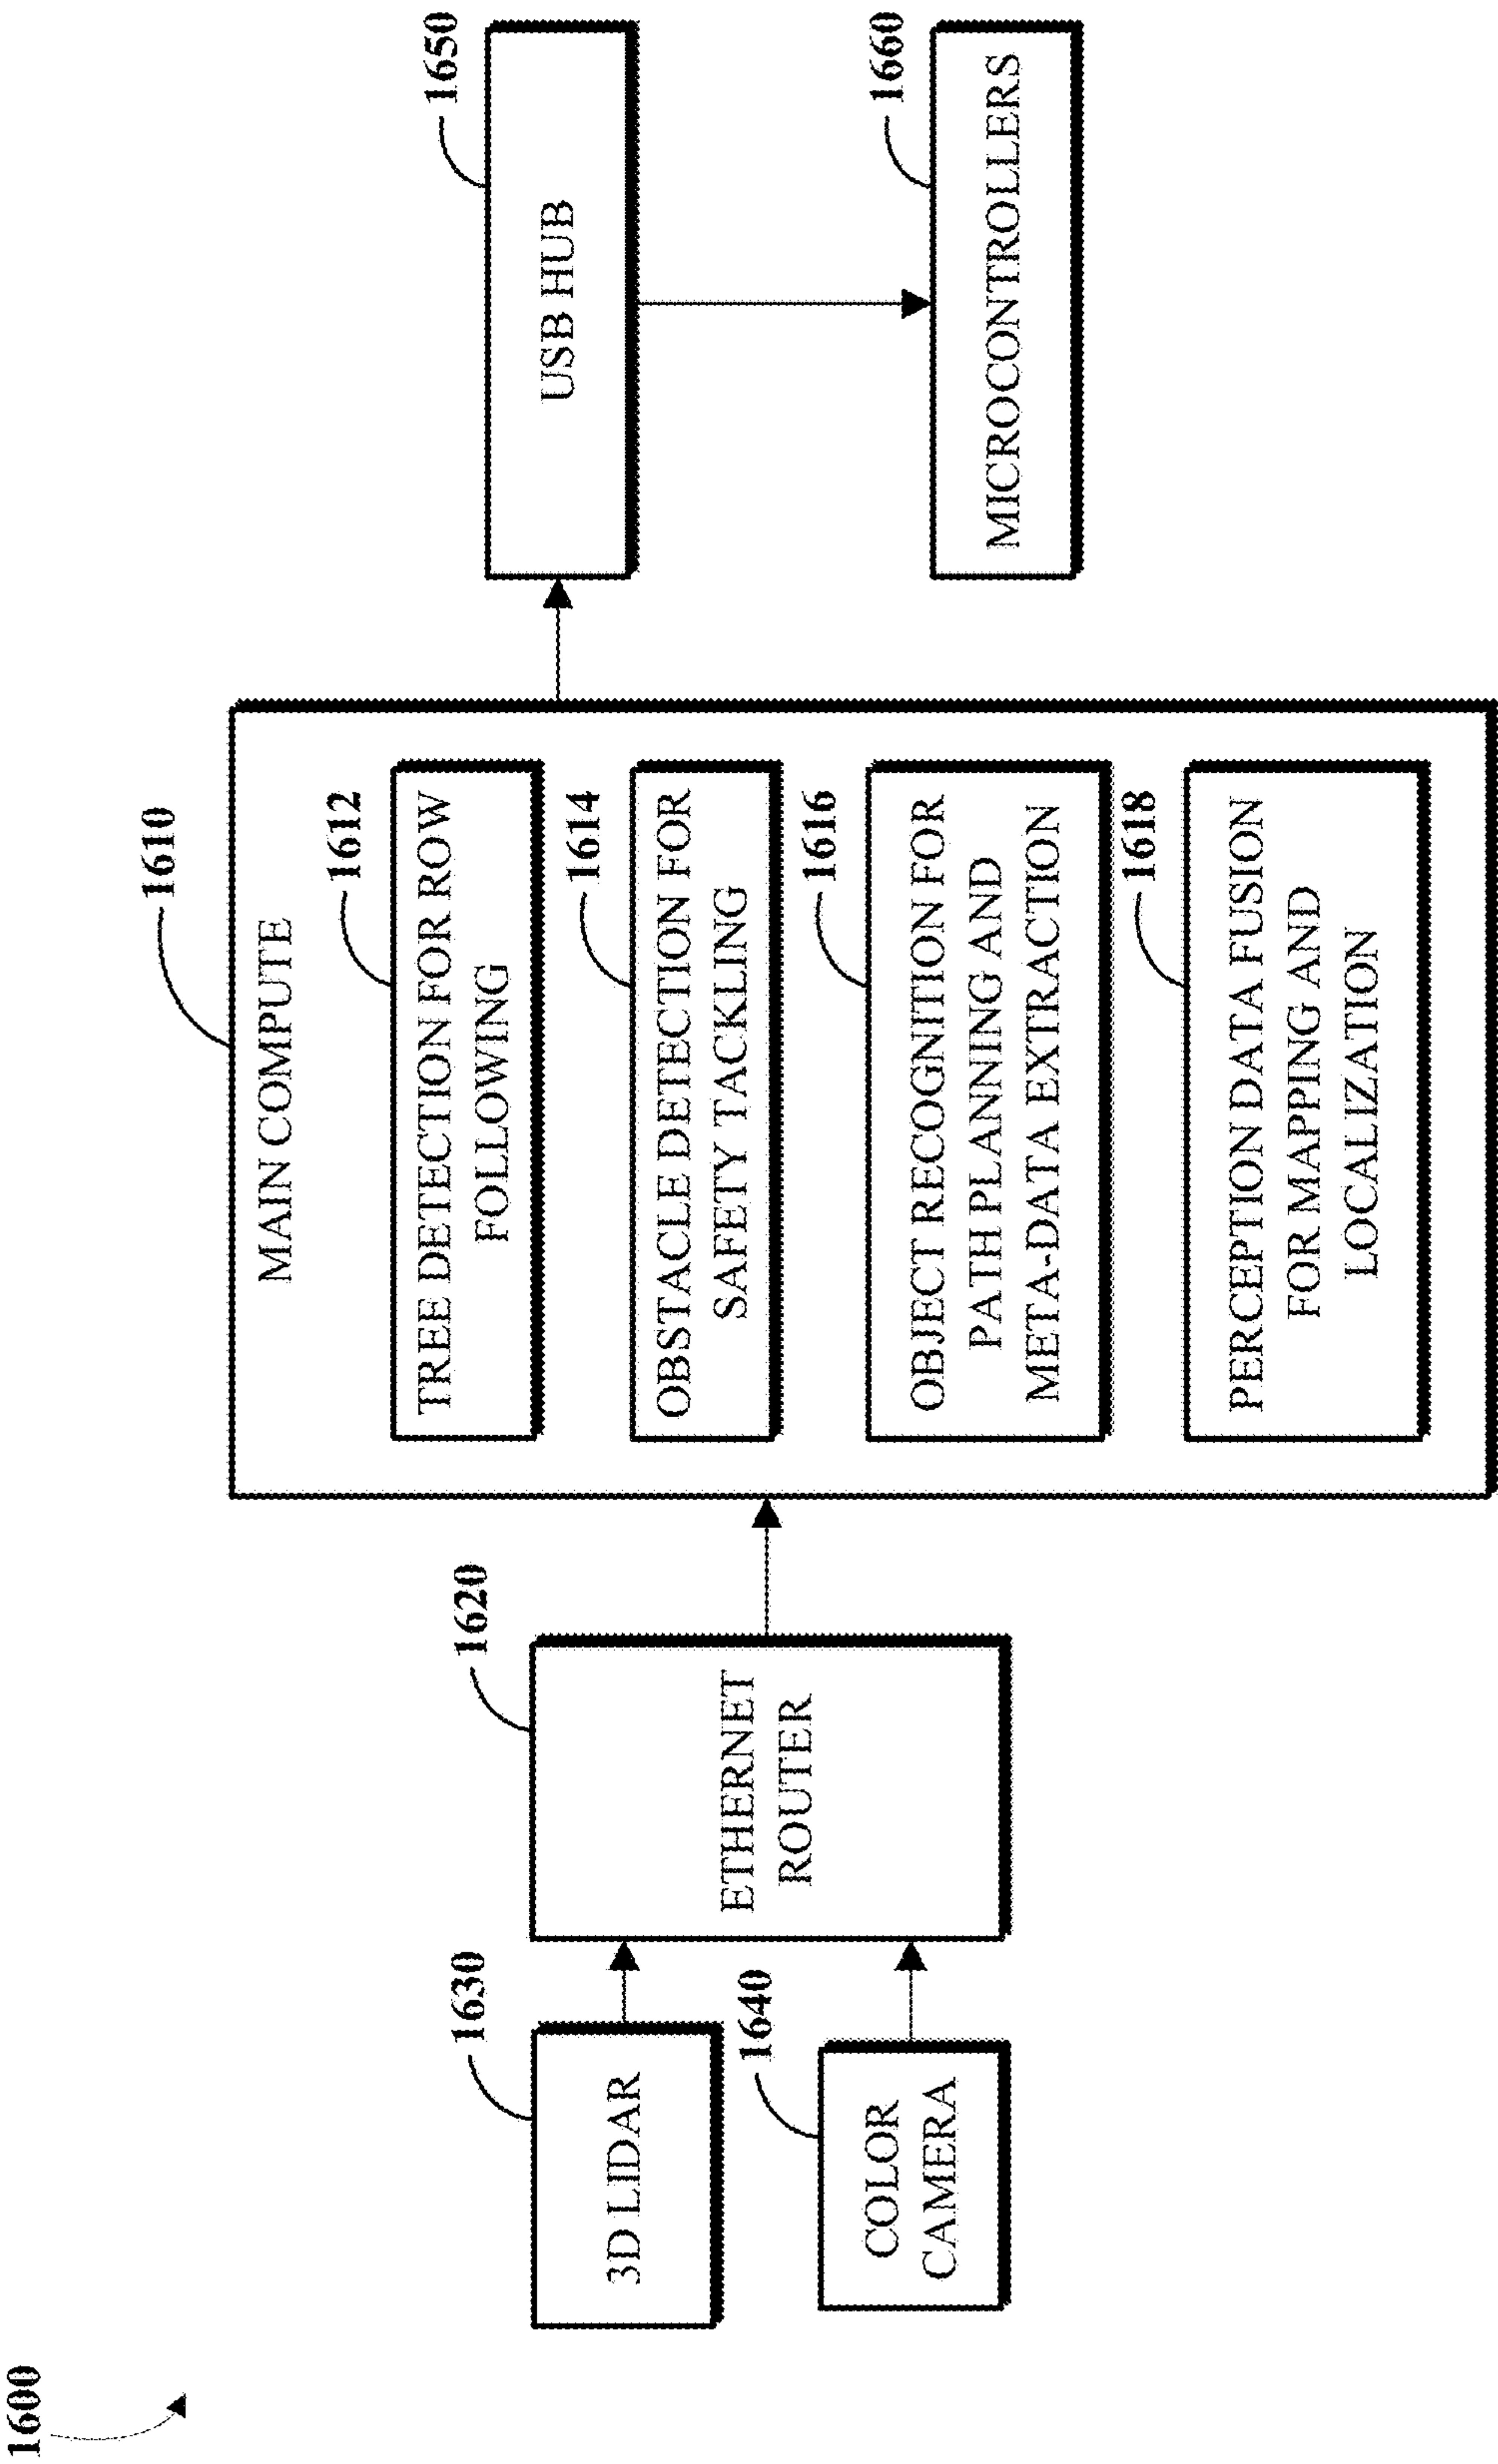 1600
1630
3D LIDAR
1640
COLOR
CAMERA
1620
ETHERNET
ROUTER
1610
MAIN COMPUTE
1612
TREE DETECTION FOR ROW
FOLLOWING
1614
OBSTACLE DETECTION FOR
SAFETY TACKLING
1616
OBJECT RECOGNITION FOR
PATH PLANNING AND
META-DATA EXTRACTION
1618
PERCEPTION DATA FUSION
FOR MAPPING AND
LOCALIZATION
1650
USB HUB
1660
MICROCONTROLLERS